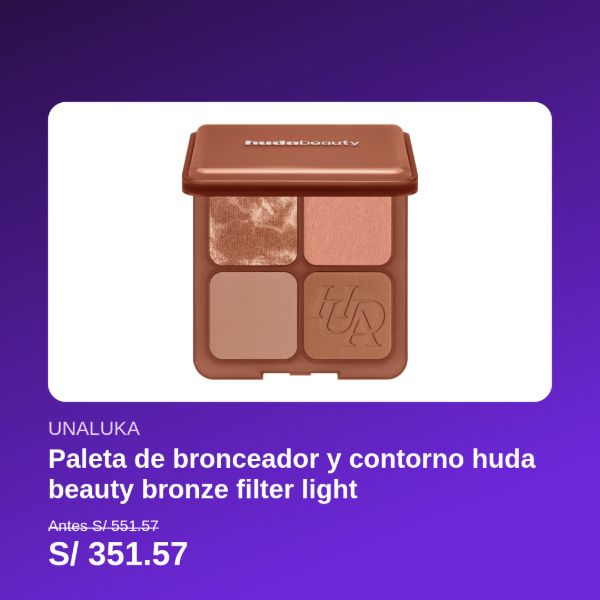 hudabeauty
HUDA
UNALUKA
Paleta de bronceador y contorno huda
beauty bronze filter light
Antes S/ 551.57
S/ 351.57